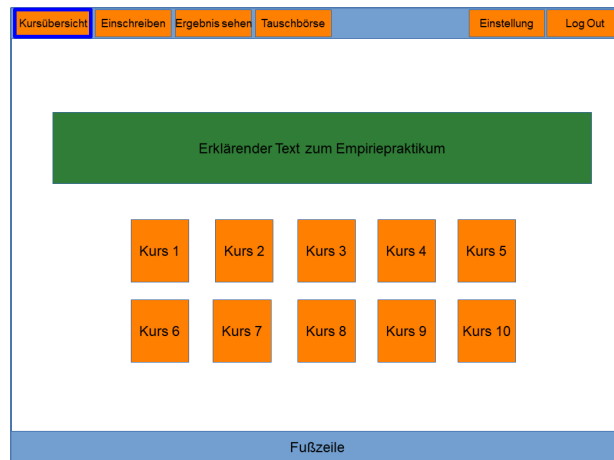 Kursübersicht Einschreiben Ergebnis sehen Tauschbörse Einstellung Log Out
Erklärender Text zum Empiriepraktikum
Kurs 1 Kurs 2 Kurs 3 Kurs 4 Kurs 5
Kurs 6 Kurs 7 Kurs 8 Kurs 9 Kurs 10
Fußzeile